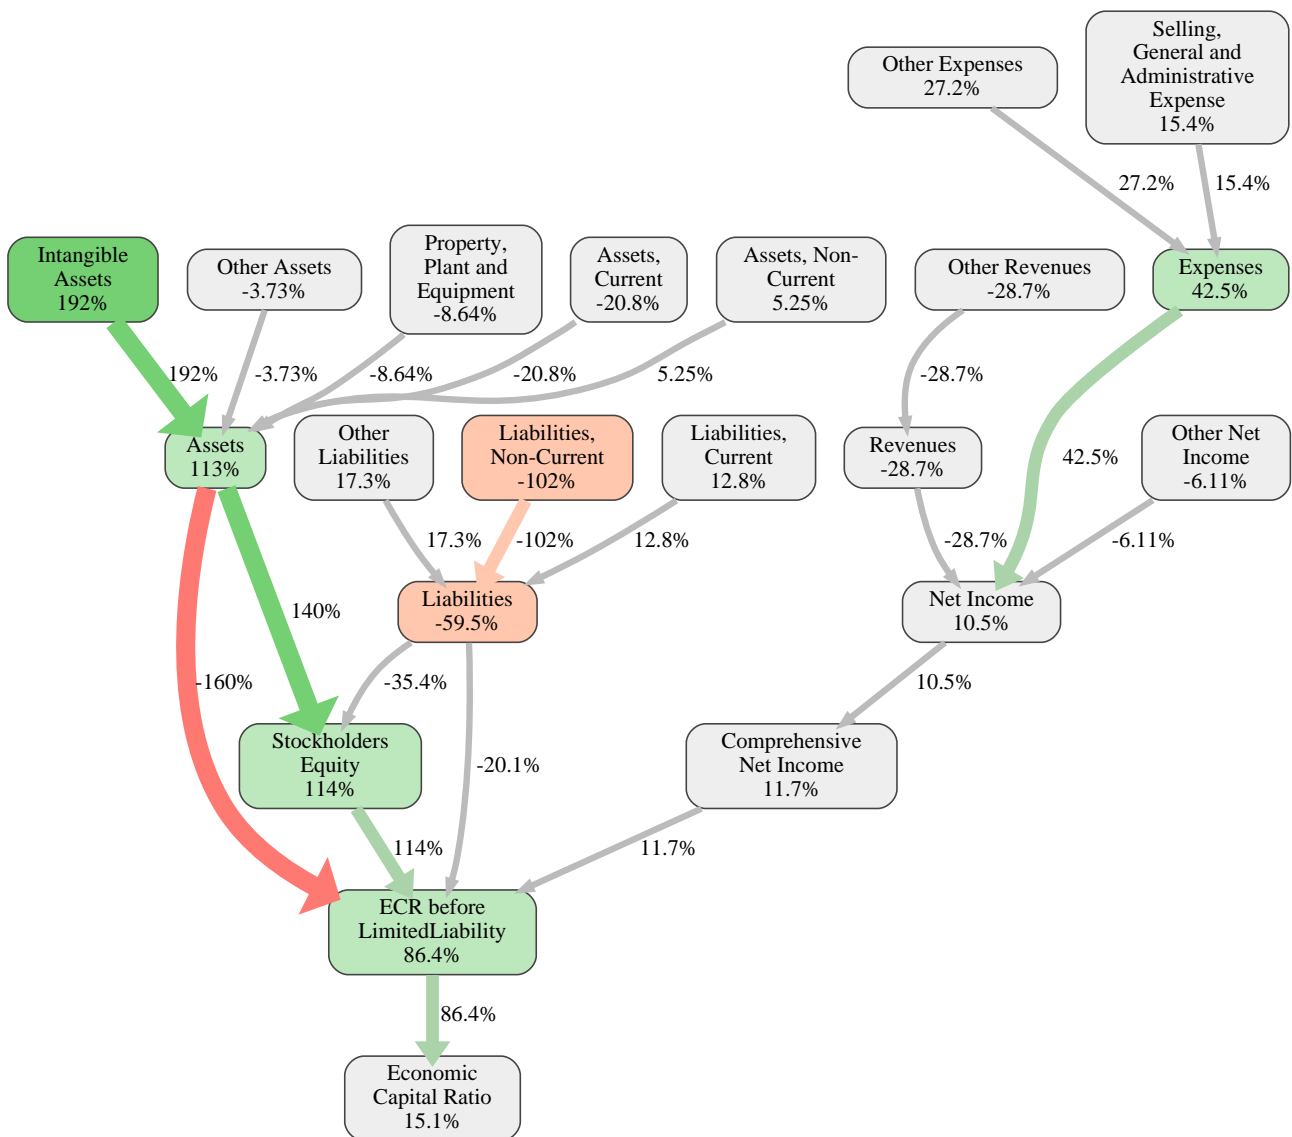 Selling,
General and
Administrative
Expense
15.4%
Other Expenses
27.2%
27.2%
15.4%
Intangible
Assets
192%
Other Assets
-3.73%
Property,
Plant and
Equipment
-8.64%
Assets,
Current
-20.8%
Assets, Non-
Current
5.25%
Other Revenues
-28.7%
Expenses
42.5%
192%
-3.73%
-8.64%
-20.8%
5.25%
-28.7%
Assets
113%
Other
Liabilities
17.3%
Liabilities,
Non-Current
-102%
Liabilities,
Current
12.8%
Revenues
-28.7%
42.5%
Other Net
Income
-6.11%
17.3%
-102%
12.8%
-28.7%
-6.11%
Liabilities
-59.5%
Net Income
10.5%
140%
-160%
-35.4%
10.5%
Stockholders
Equity
114%
-20.1%
Comprehensive
Net Income
11.7%
114%
11.7%
ECR before
LimitedLiability
86.4%
86.4%
Economic
Capital Ratio
15.1%